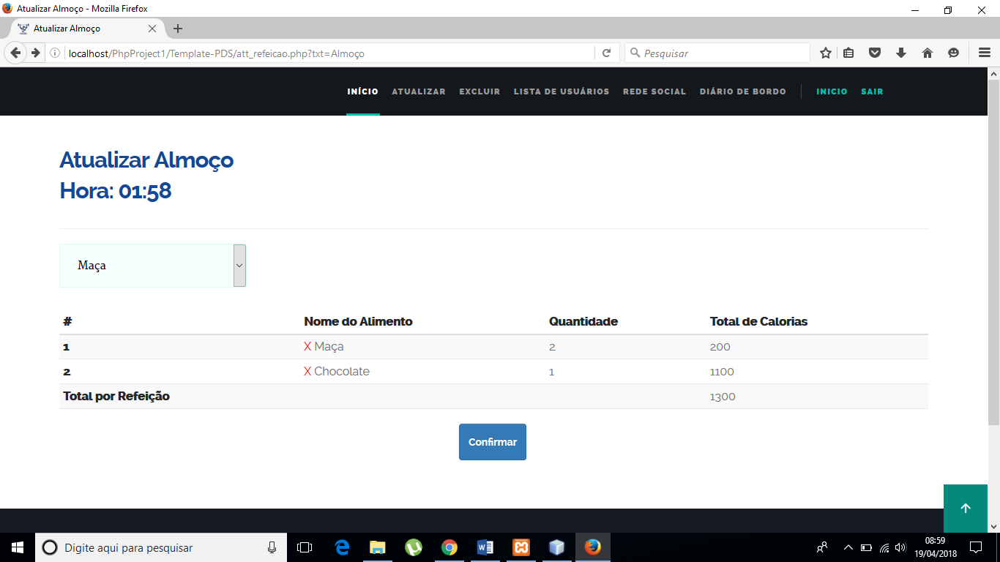 Atualizar Almoço - Mozilla Firefox
Atualizar Almoço
localhost/PhpProject1/Template-PDS/att_refeicao.php?txt=Almoço
Pesquisar
INÍCIO ATUALIZAR EXCLUIR LISTA DE USUÁRIOS REDE SOCIAL DIÁRIO DE BORDO INICIO SAIR
Atualizar Almoço
Hora: 01:58
Maça
# Nome do Alimento Quantidade Total de Calorias
1 X Maça 2 200
2 X Chocolate 1 1100
Total por Refeição 1300
Confirmar
Digite aqui para pesquisar
08:59
19/04/2018